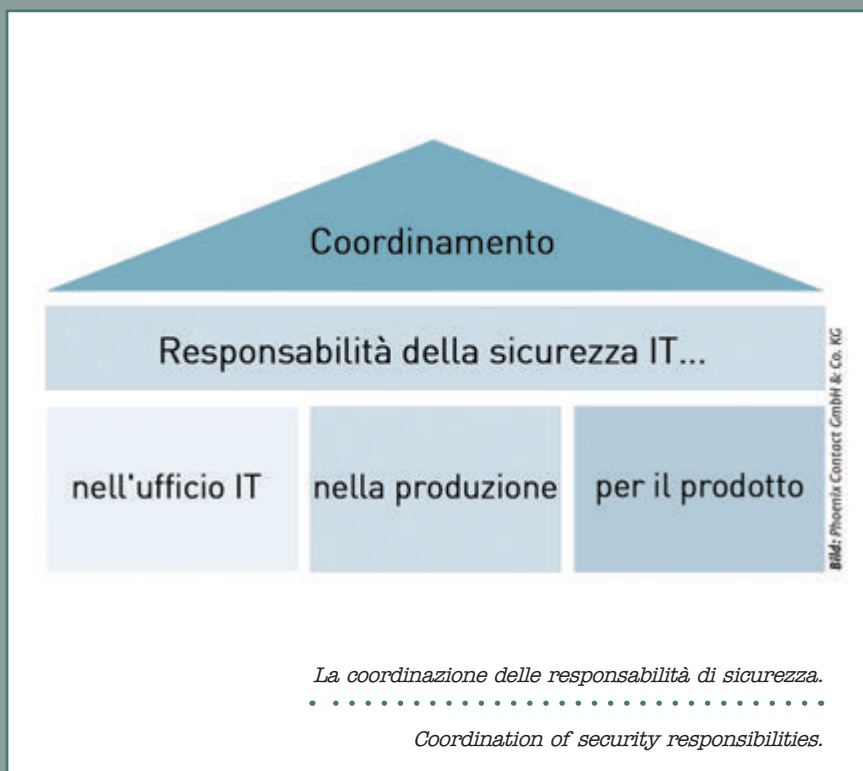 Coordinamento
Responsabilità della sicurezza IT...
nell'ufficio IT
nella produzione
per il prodotto
Bild: Phoenix Contact GmbH & Co. KG
La coordinazione delle responsabilità di sicurezza.
Coordination of security responsibilities.